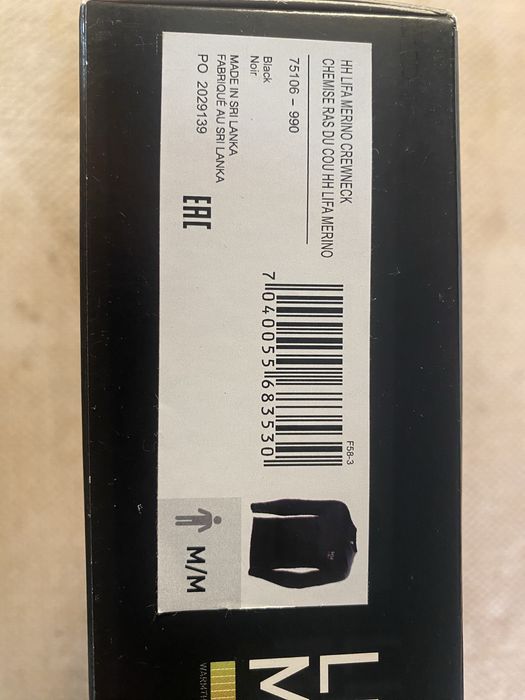 HH LIFA MERINO CREWNECK
CHEMISE RAS DU COU HH LIFA MERINO
75106 - 990
Black
Noir
MADE IN SRI LANKA
FABRIQUÉ AU SRI LANKA
PO 2029139
EAC
F58-3
7 040055 683530
M/M
WARMTH